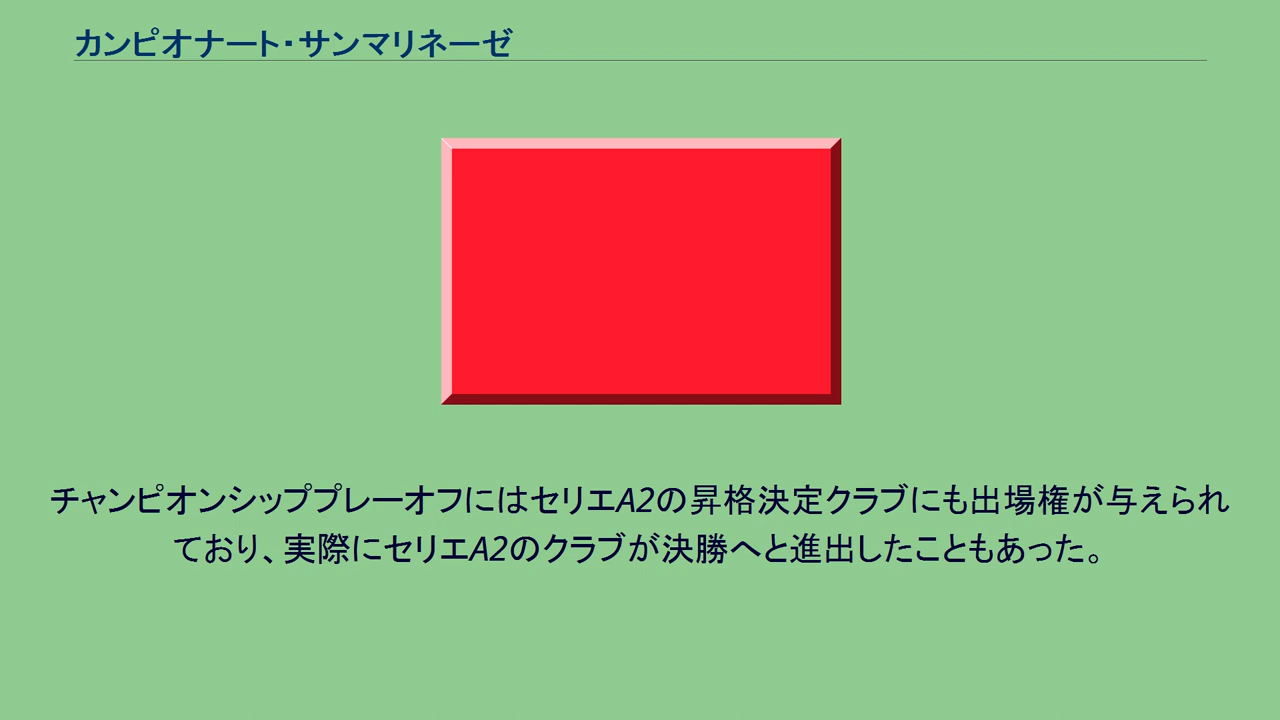 カンピオナート・サンマリネーゼ
チャンピオンシッププレーオフにはセリエA2の昇格決定クラブにも出場権が与えられ
ており、実際にセリエA2のクラブが決勝へと進出したこともあった。